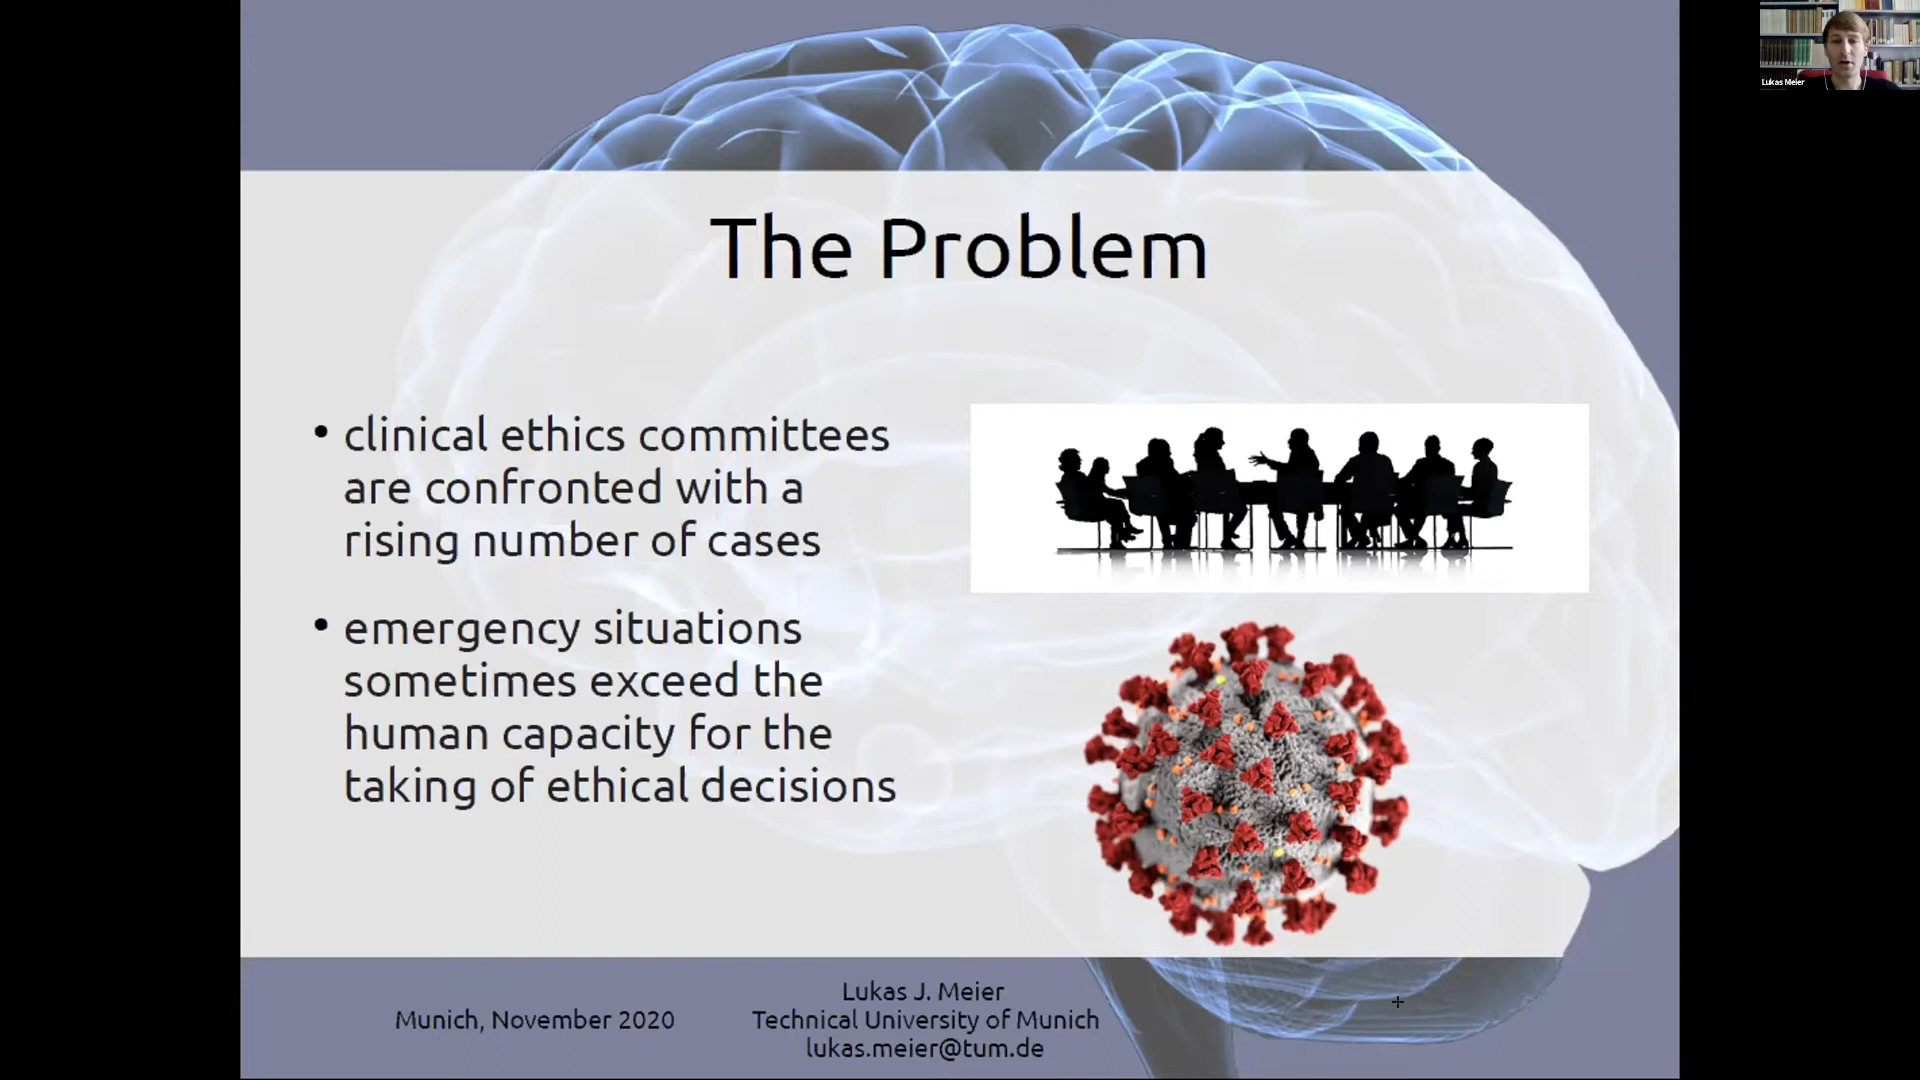 Lukas Meier
The Problem
• clinical ethics committees
are confronted with a
rising number of cases
• emergency situations
sometimes exceed the
human capacity for the
taking of ethical decisions
Munich, November 2020
Lukas J. Meier
Technical University of Munich
lukas.meier@tum.de